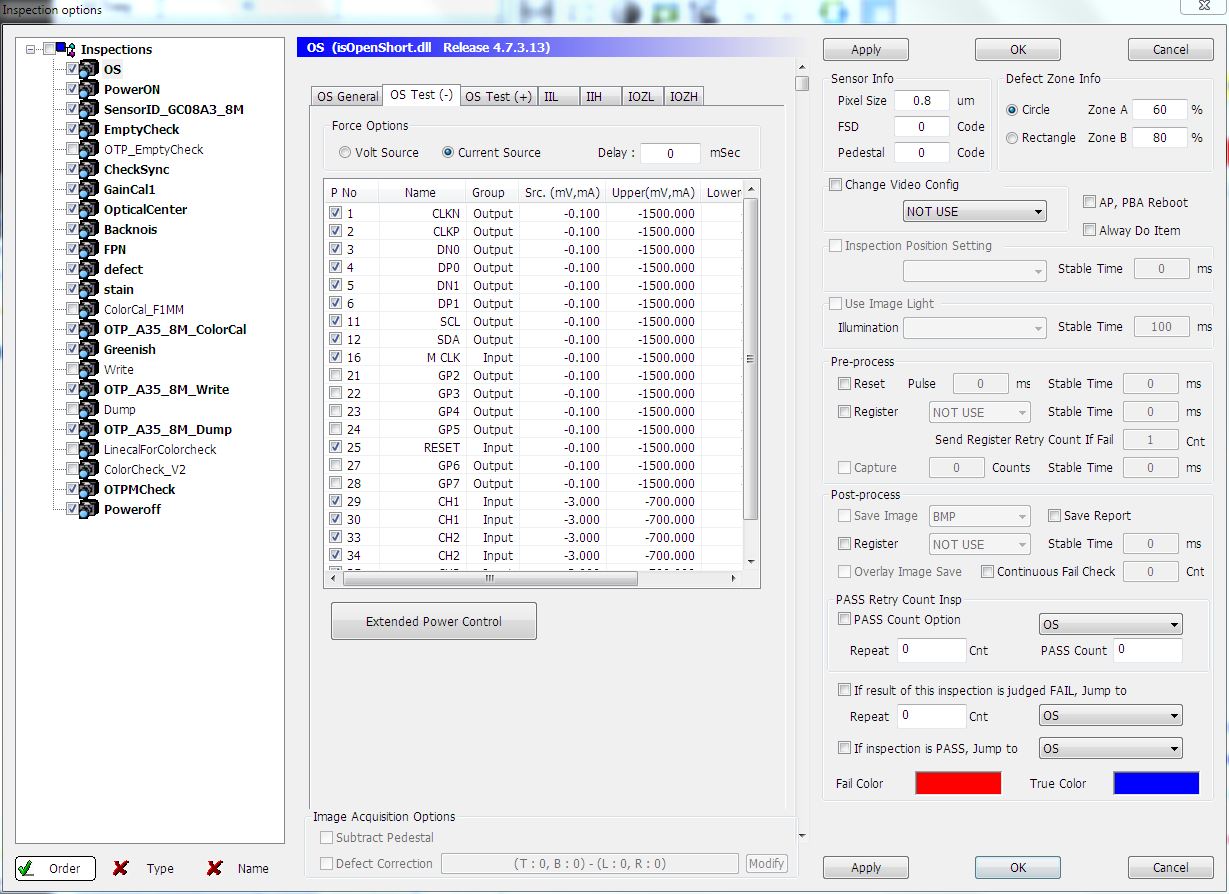 Inspection options
Inspections
OS
PowerON
SensorID_GC08A3_8M
EmptyCheck
OTP_EmptyCheck
CheckSync
GainCal1
OpticalCenter
Backnois
FPN
defect
stain
ColorCal_F1MM
OTP_A35_8M_ColorCal
Greenish
Write
OTP_A35_8M_Write
Dump
OTP_A35_8M_Dump
LinecalForColorcheck
ColorCheck_V2
OTPMCheck
Poweroff
Order Type Name
OS (isOpenShort.dll Release 4.7.3.13)
OS General OS Test (-) OS Test (+) IIL IIH IOZL IOZH
Force Options
Volt Source Current Source Delay : 0 mSec
P No Name Group Src. (mV,mA) Upper(mV,mA) Lower
1 CLKN Output -0.100 -1500.000
2 CLKP Output -0.100 -1500.000
3 DN0 Output -0.100 -1500.000
4 DP0 Output -0.100 -1500.000
5 DN1 Output -0.100 -1500.000
6 DP1 Output -0.100 -1500.000
11 SCL Output -0.100 -1500.000
12 SDA Output -0.100 -1500.000
16 M CLK Input -0.100 -1500.000
21 GP2 Output -0.100 -1500.000
22 GP3 Output -0.100 -1500.000
23 GP4 Output -0.100 -1500.000
24 GP5 Output -0.100 -1500.000
25 RESET Input -0.100 -1500.000
27 GP6 Output -0.100 -1500.000
28 GP7 Output -0.100 -1500.000
29 CH1 Input -3.000 -700.000
30 CH1 Input -3.000 -700.000
33 CH2 Input -3.000 -700.000
34 CH2 Input -3.000 -700.000
Extended Power Control
Image Acquisition Options
Subtract Pedestal
Defect Correction (T : 0, B : 0) - (L : 0, R : 0) Modify
Apply OK Cancel
Sensor Info
Pixel Size 0.8 um
FSD 0 Code
Pedestal 0 Code
Defect Zone Info
Circle Zone A 60 %
Rectangle Zone B 80 %
Change Video Config
NOT USE
AP, PBA Reboot
Alway Do Item
Inspection Position Setting
Stable Time 0 ms
Use Image Light
Illumination Stable Time 100 ms
Pre-process
Reset Pulse 0 ms Stable Time 0 ms
Register NOT USE Stable Time 0 ms
Send Register Retry Count If Fail 1 Cnt
Capture 0 Counts Stable Time 0 ms
Post-process
Save Image BMP Save Report
Register NOT USE Stable Time 0 ms
Overlay Image Save Continuous Fail Check 0 Cnt
PASS Retry Count Insp
PASS Count Option OS
Repeat 0 Cnt PASS Count 0
If result of this inspection is judged FAIL, Jump to
Repeat 0 Cnt OS
If inspection is PASS, Jump to OS
Fail Color True Color
Apply OK Cancel